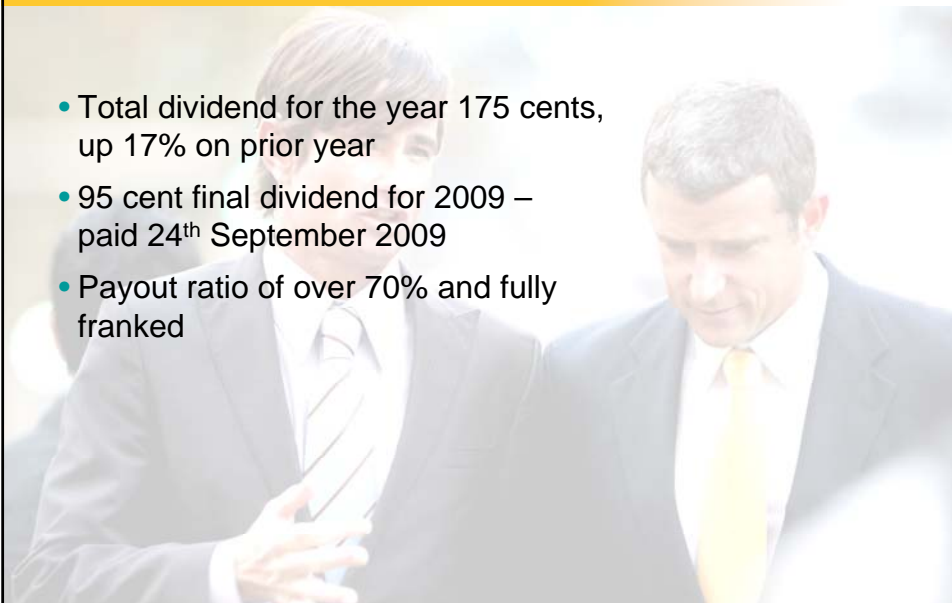 • Total dividend for the year 175 cents,
up 17% on prior year
• 95 cent final dividend for 2009 –
paid 24th September 2009
• Payout ratio of over 70% and fully
franked